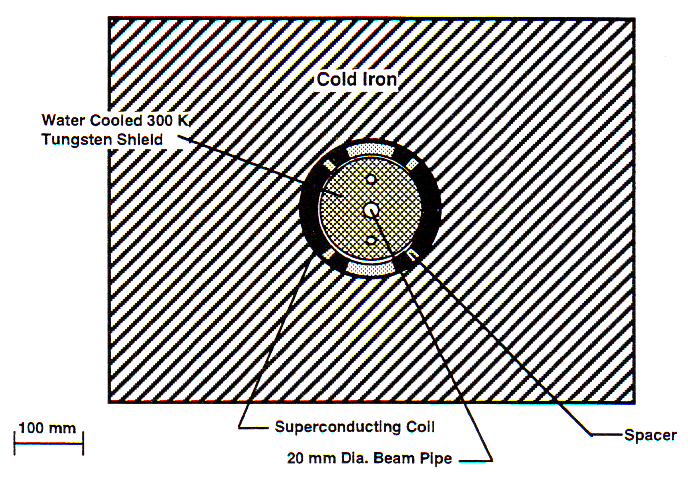 Cold Iron
Water Cooled 300 K
Tungsten Shield
100 mm
Superconducting Coil
Spacer
20 mm Dia. Beam Pipe